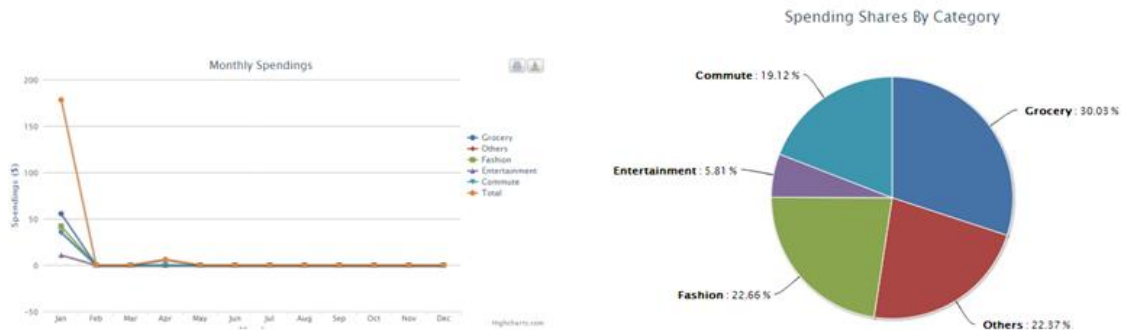 Spending Shares By Category
Monthly Spendings
200
150
100
50
0
−50
Spendings ($)
Jan
Feb
Mar
Apr
May
Jun
Jul
Aug
Sep
Oct
Nov
Dec
Grocery
Others
Fashion
Entertainment
Commute
Total
Highcharts.com
Commute : 19.12 %
Grocery : 30.03 %
Entertainment : 5.81 %
Fashion : 22.66 %
Others : 22.37 %